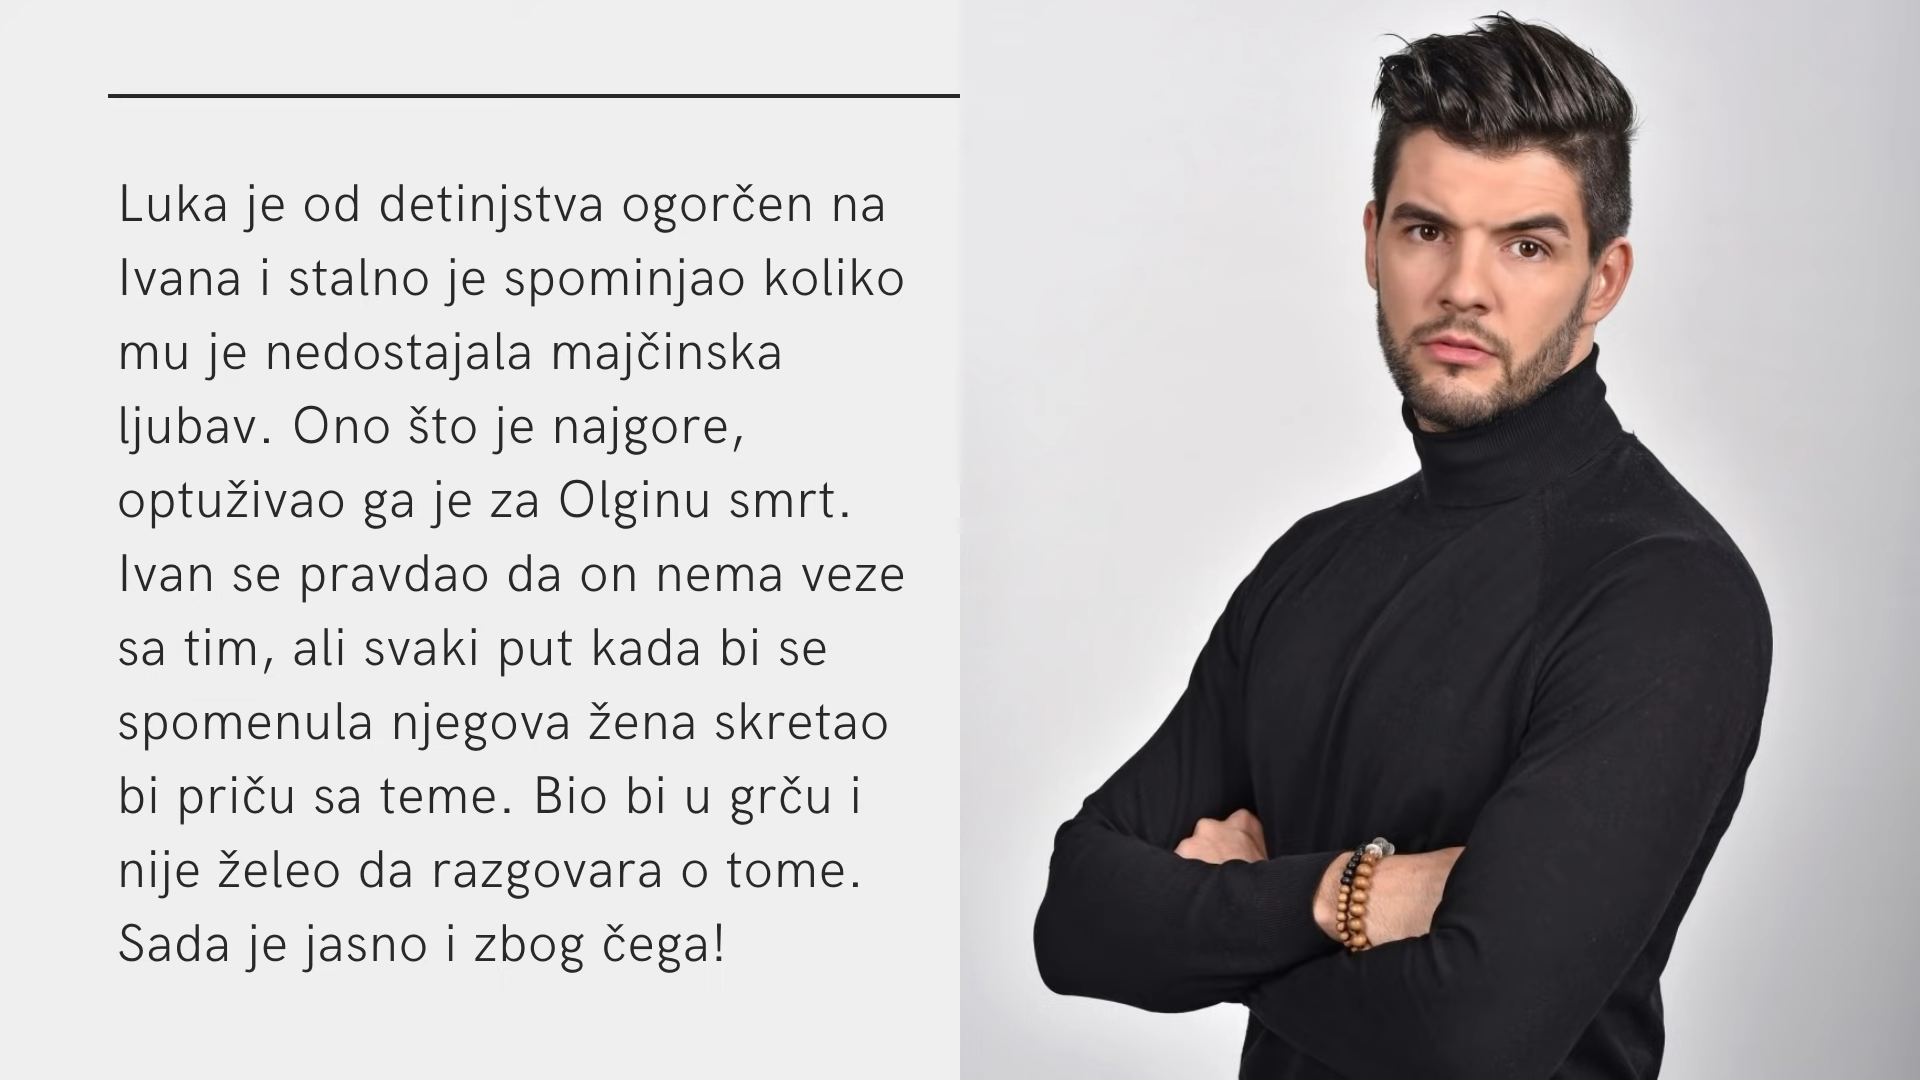 Luka je od detinjstva ogorčen na
Ivana i stalno je spominjao koliko
mu je nedostajala majčinska
ljubav. Ono što je najgore,
optuživao ga je za Olginu smrt.
Ivan se pravdao da on nema veze
sa tim, ali svaki put kada bi se
spomenula njegova žena skretao
bi priču sa teme. Bio bi u grču i
nije želeo da razgovara o tome.
Sada je jasno i zbog čega!